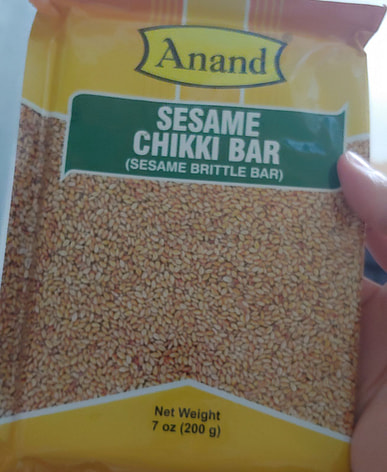 Anand
SESAME
CHIKKI BAR
(SESAME BRITTLE BAR)
Net Weight
7 oz (200 g)